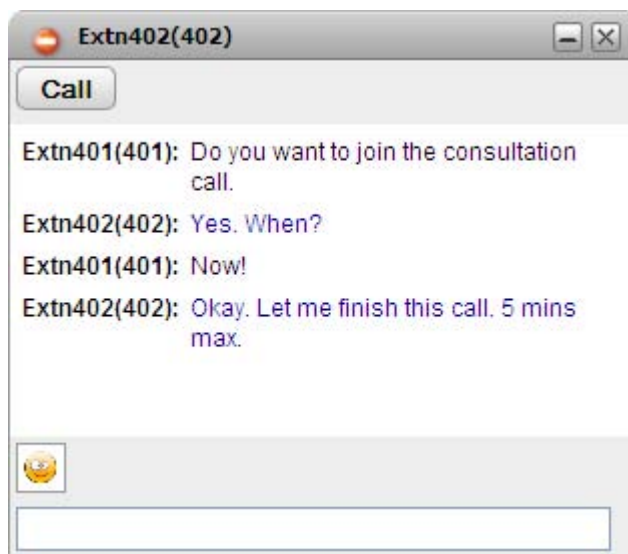 Extn402(402)
Call
Extn401(401): Do you want to join the consultation
call.
Extn402(402): Yes. When?
Extn401(401): Now!
Extn402(402): Okay. Let me finish this call. 5 mins
max.